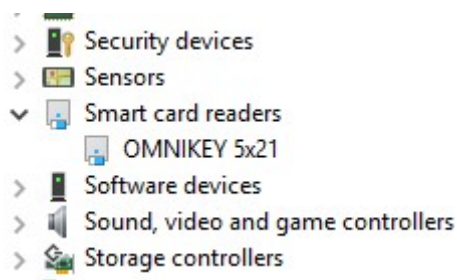 Security devices
Sensors
Smart card readers
OMNIKEY 5x21
Software devices
Sound, video and game controllers
Storage controllers